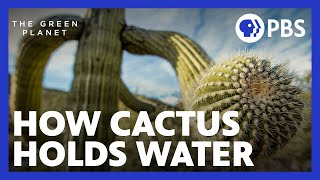 THE GREEN
PLANET
PBS
HOW CACTUS
HOLDS WATER